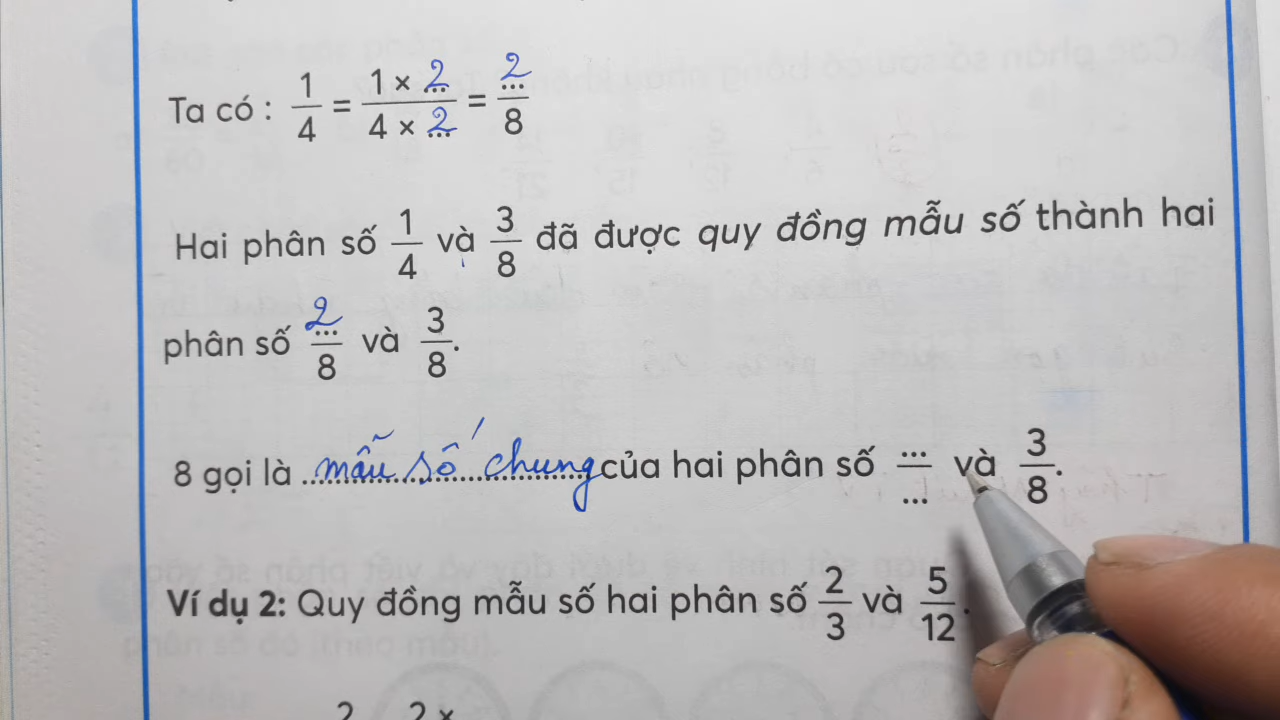 Ta có : 1/4 = 1 × 2/4 × 2 = 2/8
Hai phân số 1/4 và 3/8 đã được quy đồng mẫu số thành hai
phân số 2/8 và 3/8.
8 gọi là mẫu số chung của hai phân số .../... và 3/8.
Ví dụ 2: Quy đồng mẫu số hai phân số 2/3 và 5/12.
2 2 ×